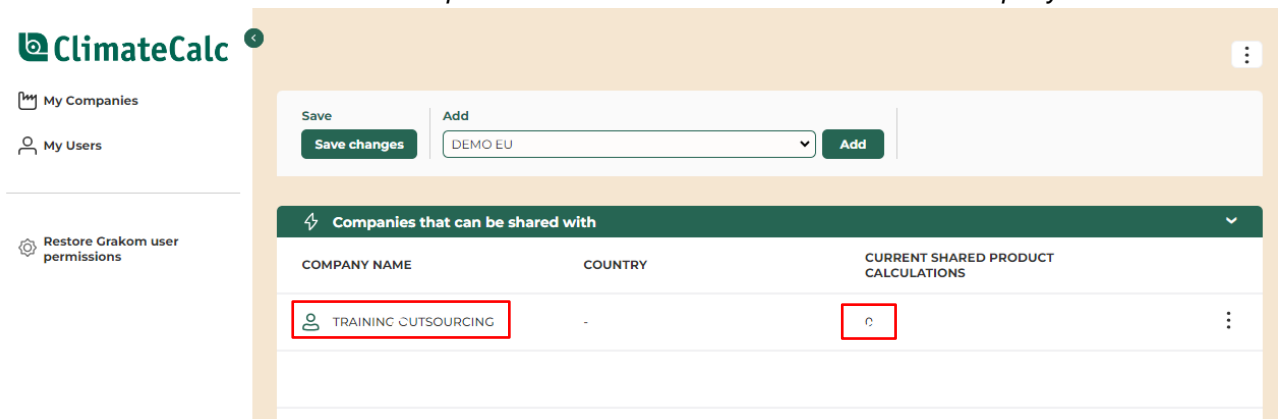 ClimateCalc
My Companies
My Users
Restore Grakom user
permissions
Save
Add
Save changes
DEMO EU
Add
Companies that can be shared with
COMPANY NAME
COUNTRY
CURRENT SHARED PRODUCT
CALCULATIONS
TRAINING OUTSOURCING
-
0